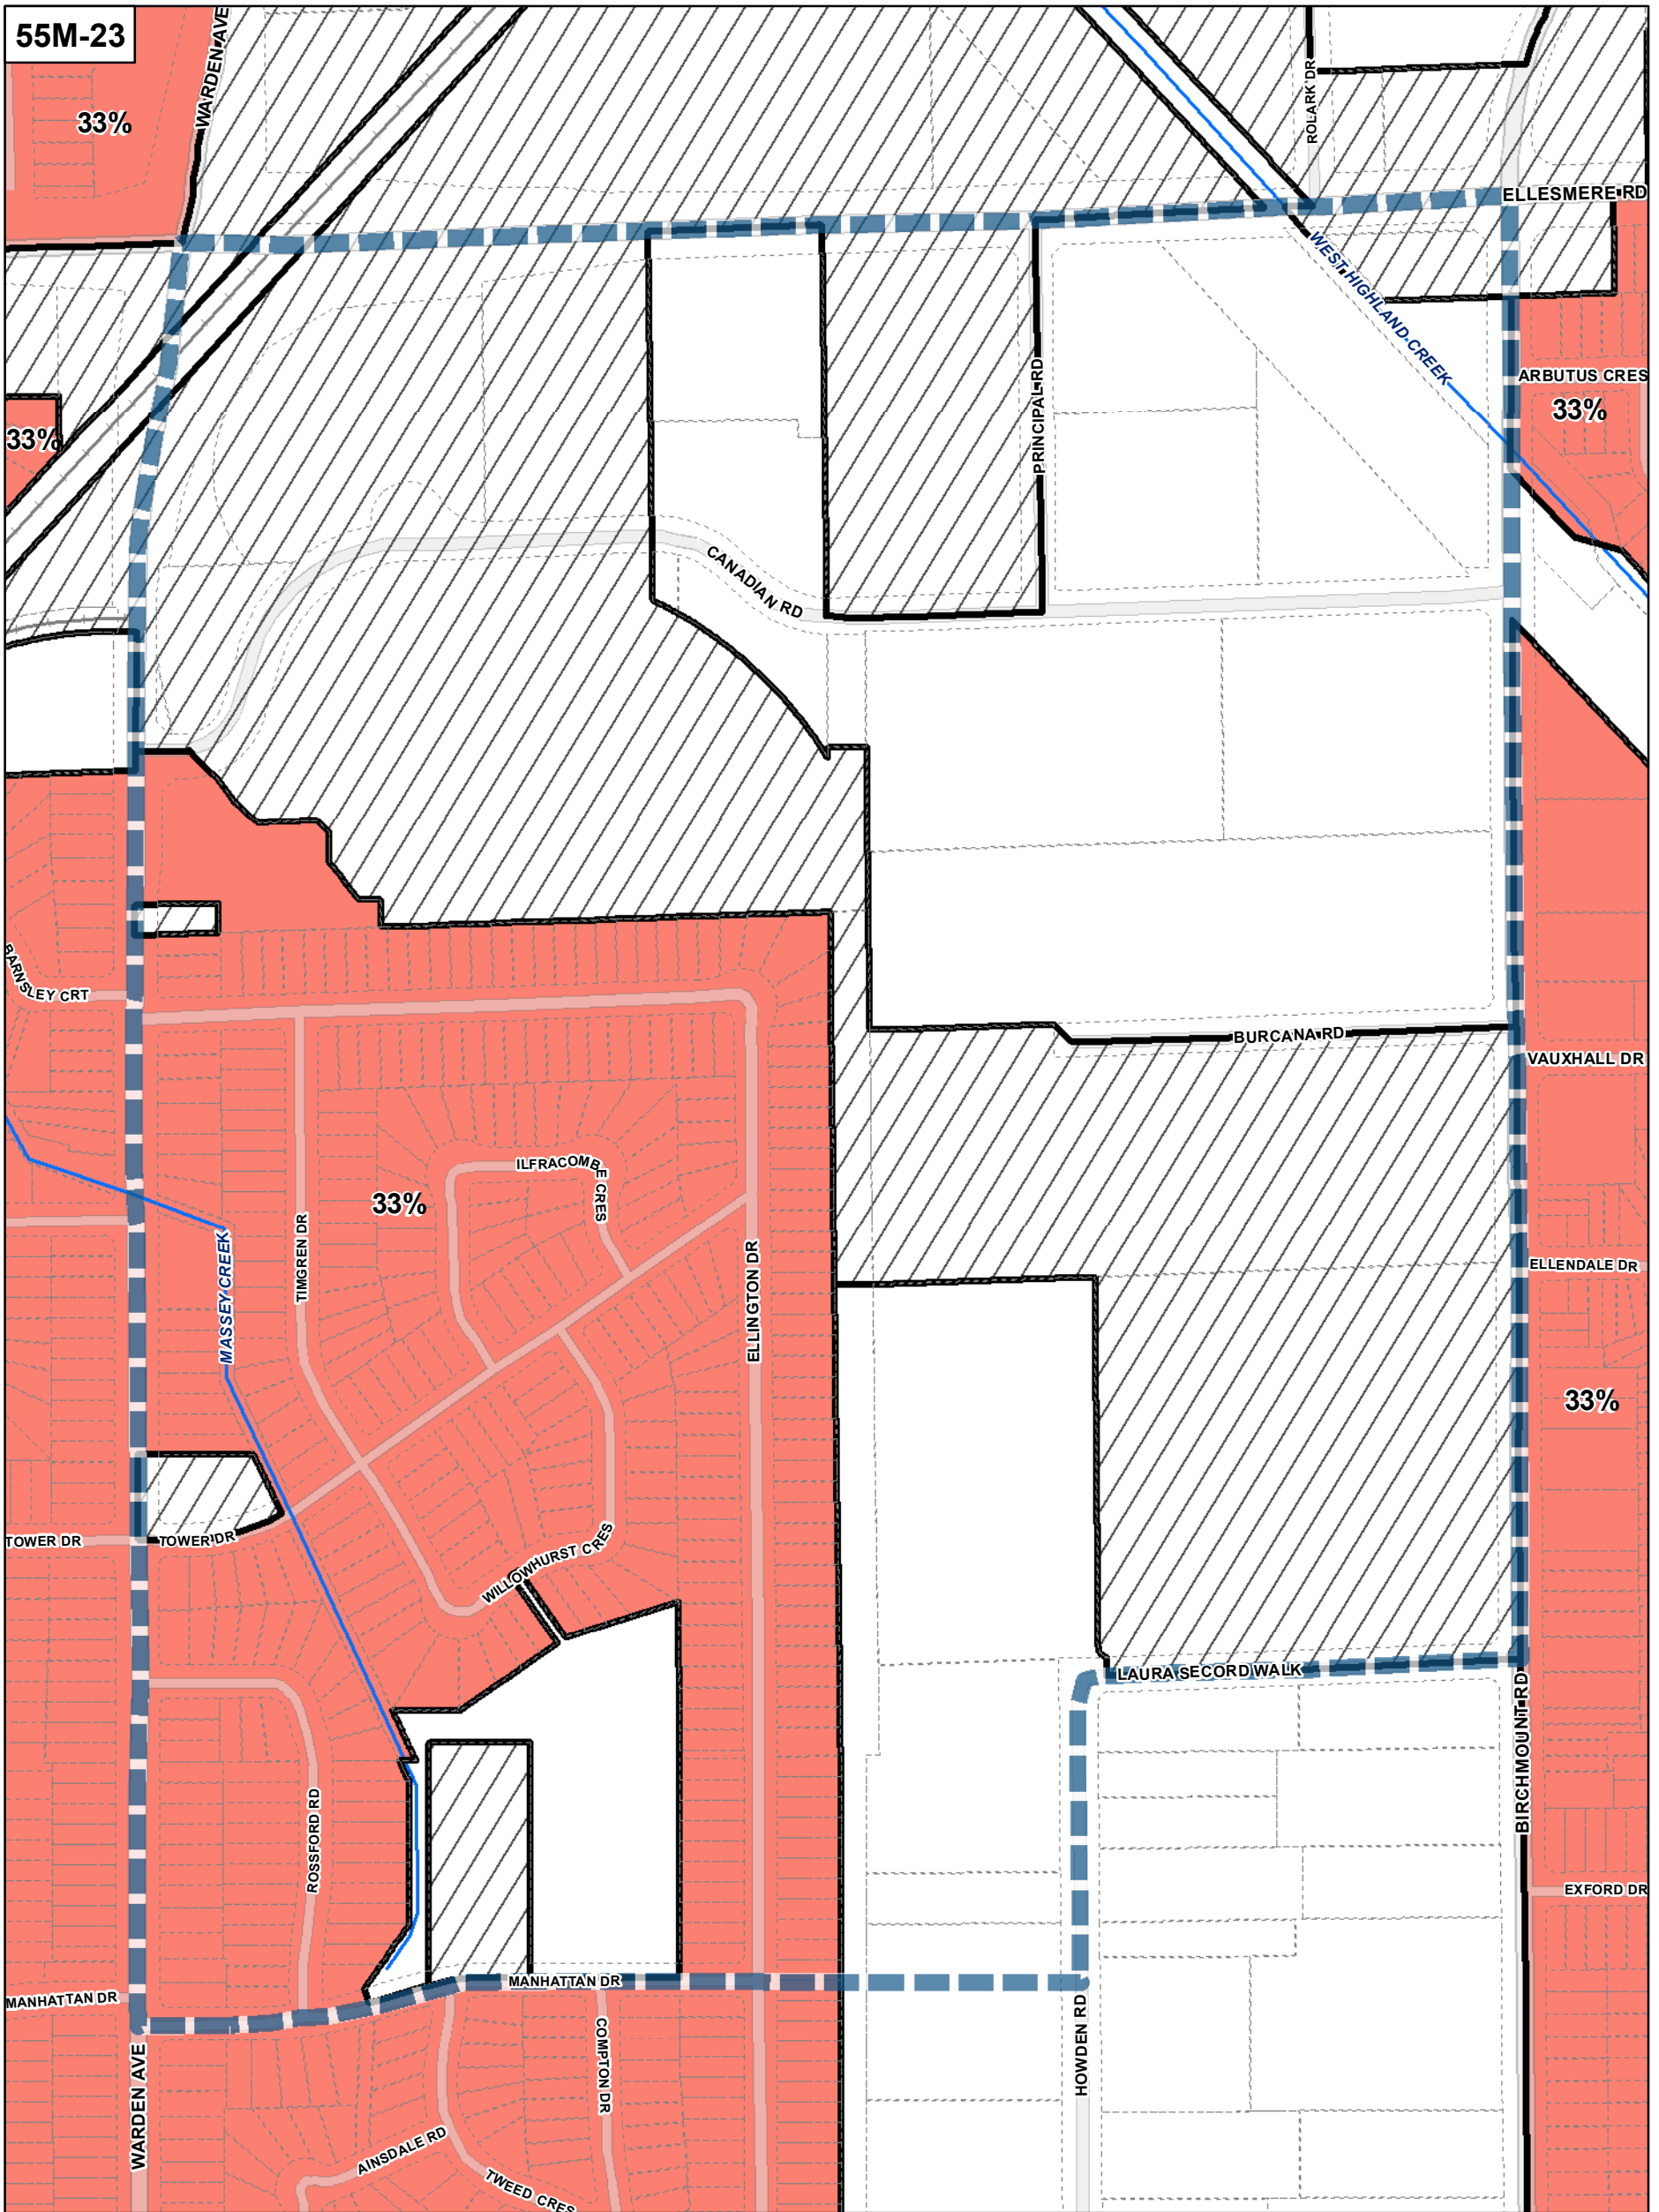 55M-23
WARDEN AVE
33%
ROLARK DR
ELLESMERE RD
WEST HIGHLAND CREEK
ARBUTUS CRES
33%
33%
PRINCIPAL RD
CANADIAN RD
BARNSLEY CRT
BURCANA RD
VAUXHALL DR
ILFRACOMBE CRES
33%
TIMGREN DR
MASSEY CREEK
ELLINGTON DR
ELLENDALE DR
33%
TOWER DR
TOWER DR
WILLOWHURST CRES
LAURA SECORD WALK
BIRCHMOUNT RD
ROSSFORD RD
EXFORD DR
MANHATTAN DR
MANHATTAN DR
WARDEN AVE
COMPTON DR
HOWDEN RD
AINSDALE RD
TWEED CRES